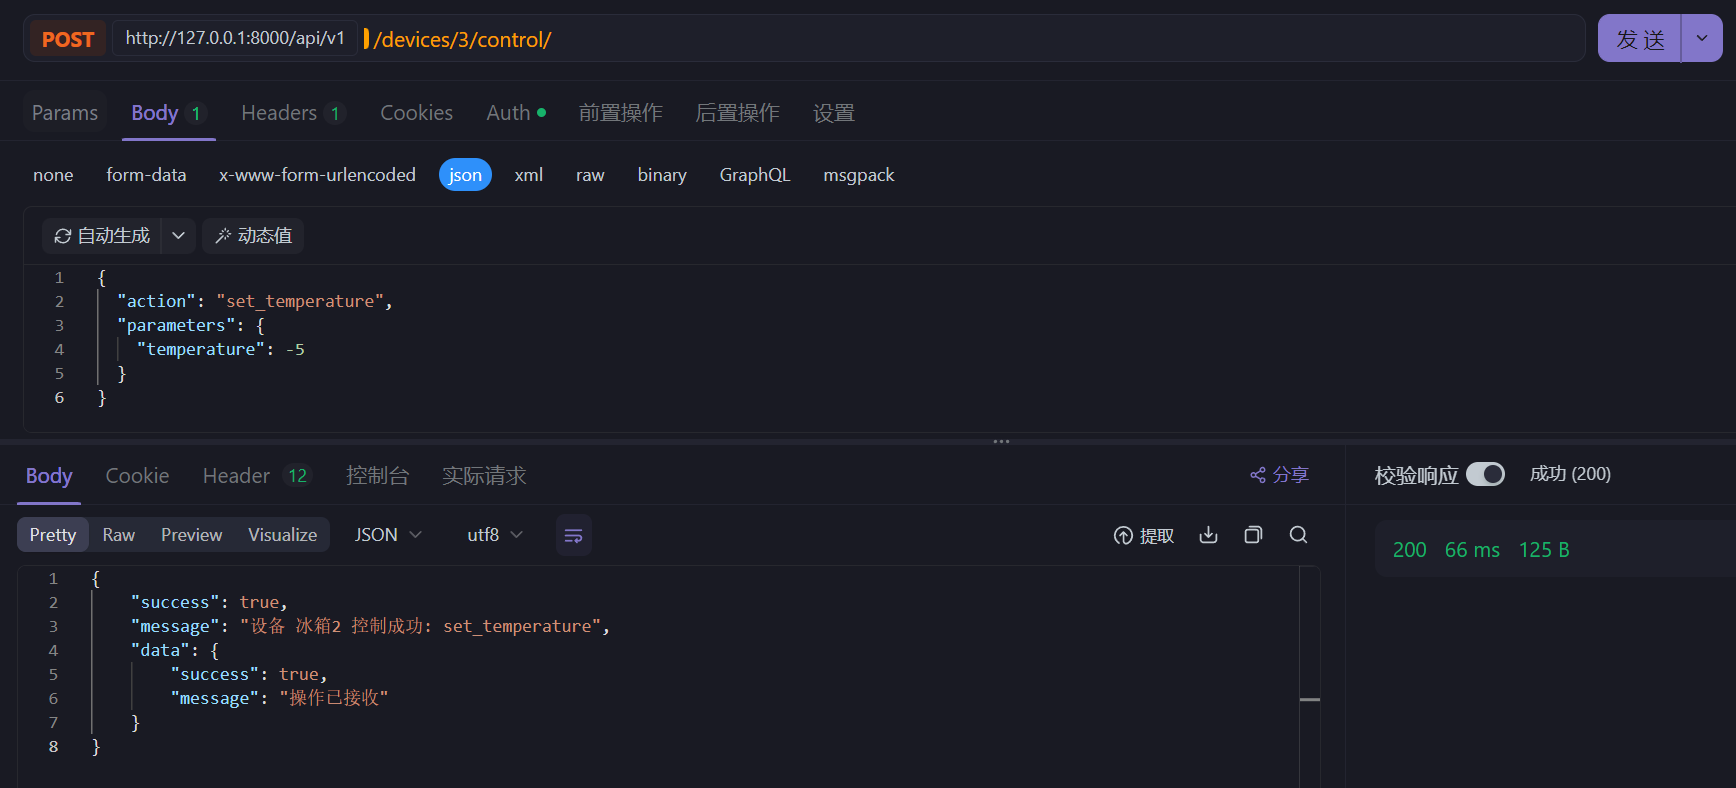 POST http://127.0.0.1:8000/api/v1 /devices/3/control/ 发 送
Params Body 1 Headers 1 Cookies Auth 前置操作 后置操作 设置
none form-data x-www-form-urlencoded json xml raw binary GraphQL msgpack
自动生成 动态值
1 {
2 "action": "set_temperature",
3 "parameters": {
4 "temperature": -5
5 }
6 }
Body Cookie Header 12 控制台 实际请求 分享 校验响应 成功 (200)
Pretty Raw Preview Visualize JSON utf8 提取
200 66 ms 125 B
1 {
2 "success": true,
3 "message": "设备 冰箱2 控制成功: set_temperature",
4 "data": {
5 "success": true,
6 "message": "操作已接收"
7 }
8 }